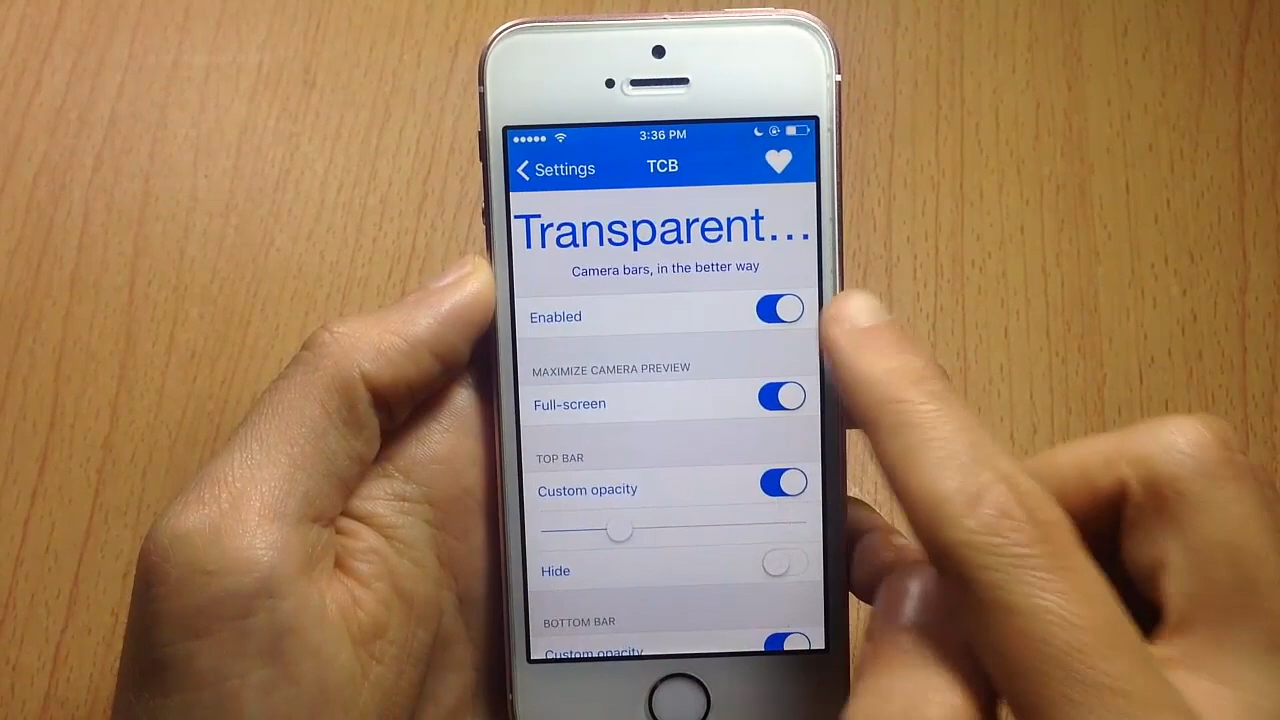 3:36 PM
Settings
TCB
Transparent...
Camera bars, in the better way
Enabled
MAXIMIZE CAMERA PREVIEW
Full-screen
TOP BAR
Custom opacity
Hide
BOTTOM BAR
Custom opacity